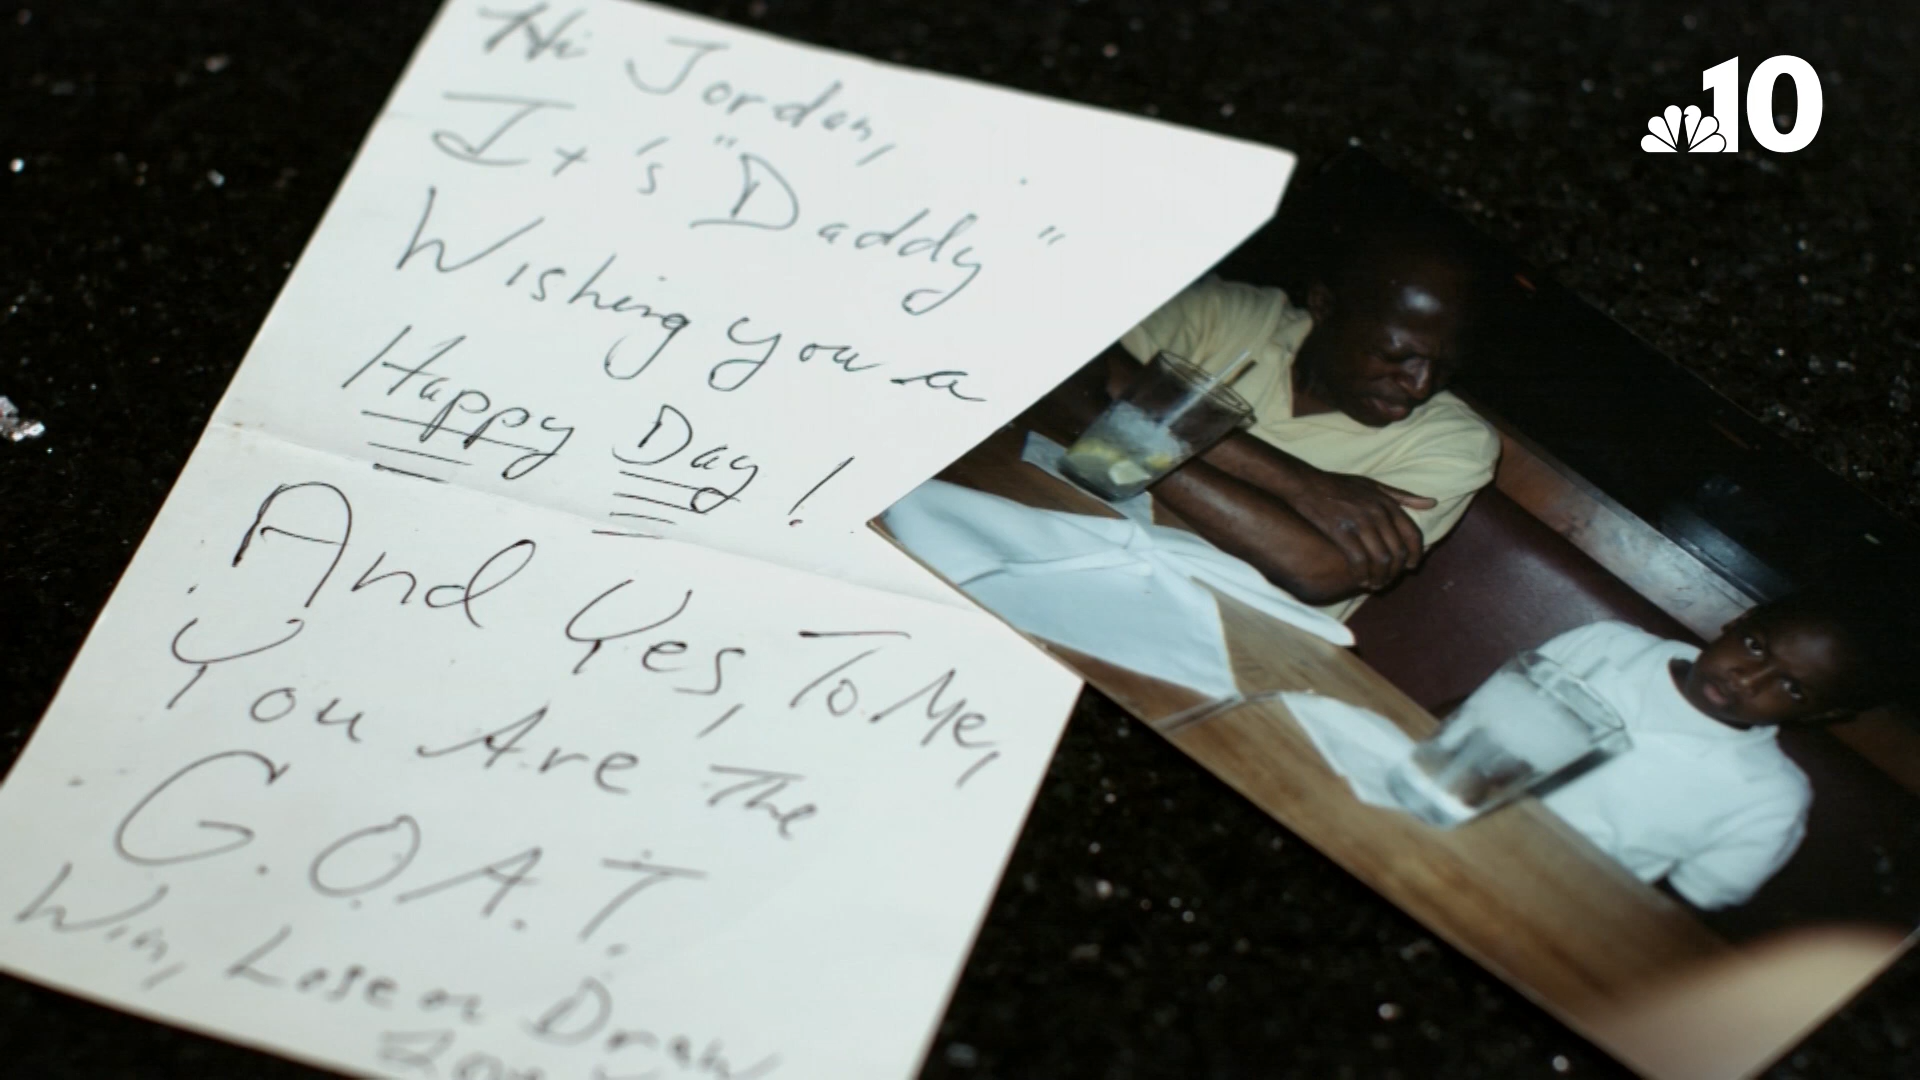 Hi Jordan,
It's "Daddy"
Wishing you a
Happy Day!
And Yes, To Me,
You Are The
G.O.A.T.
Win, Lose or Draw
10